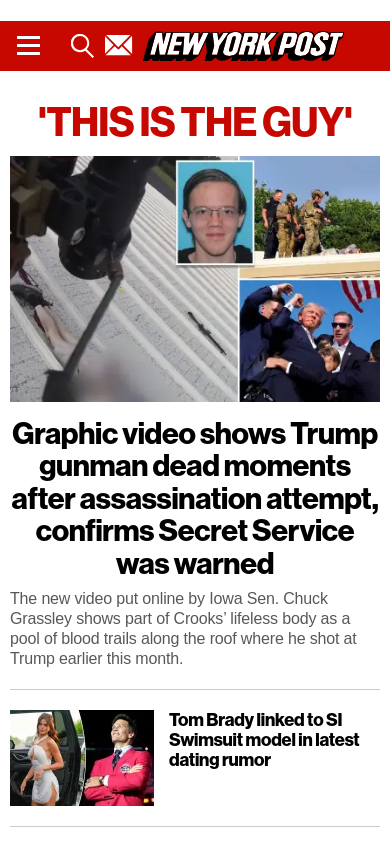 NEW YORK POST
'THIS IS THE GUY'
Graphic video shows Trump
gunman dead moments
after assassination attempt,
confirms Secret Service
was warned
The new video put online by Iowa Sen. Chuck
Grassley shows part of Crooks’ lifeless body as a
pool of blood trails along the roof where he shot at
Trump earlier this month.
Tom Brady linked to SI
Swimsuit model in latest
dating rumor